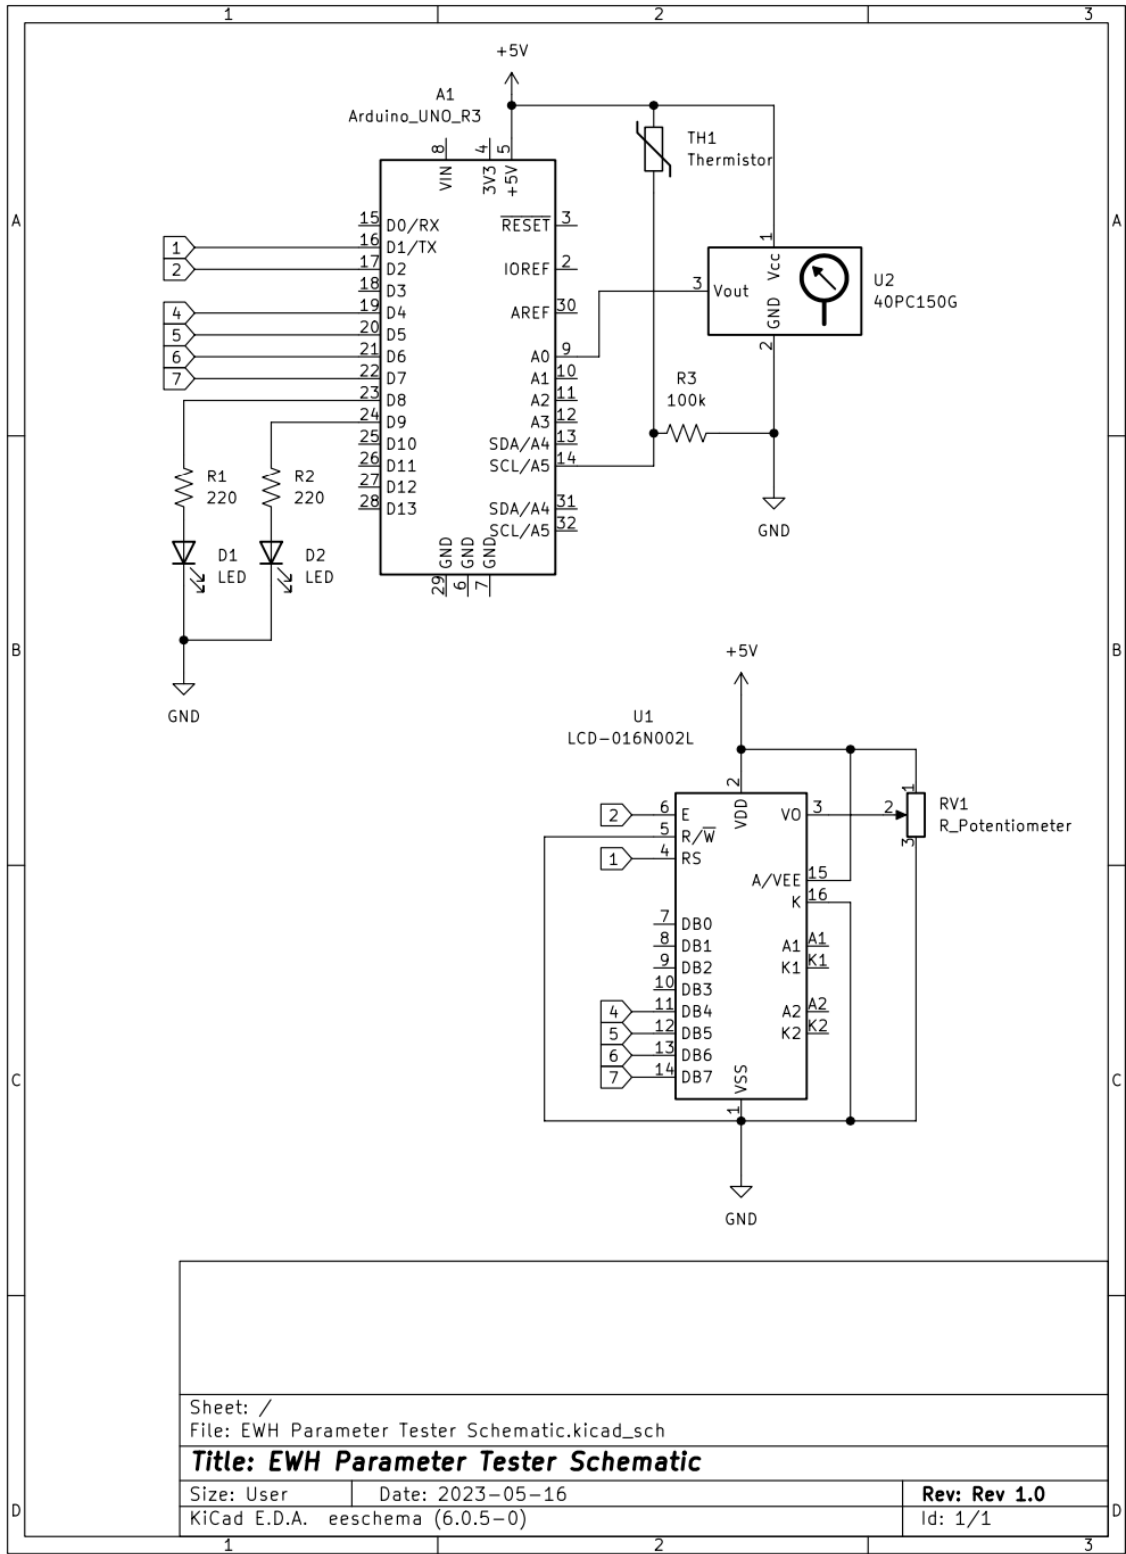 1 2 3
+5V
A1
Arduino_UNO_R3
8 4 5
VIN 3V3 +5V
TH1
Thermistor
A A
15 D0/RX RESET 3
1 16 D1/TX
2 17 D2 IOREF 2
18 D3
4 19 D4 AREF 30
5 20 D5
6 21 D6 A0 9
7 22 D7 A1 10
23 D8 A2 11
24 D9 A3 12
25 D10 SDA/A4 13
26 D11 SCL/A5 14
27 D12
28 D13 SDA/A4 31
SCL/A5 32
GND GND GND
29 6 7
1
Vcc
3 Vout
GND
2
U2
40PC150G
R3
100k
GND
R1
220
R2
220
D1
LED
D2
LED
GND
B B
+5V
U1
LCD-016N002L
2
VDD
2 6 E VO 3 2 1
5 R/W 3
1 4 RS
RV1
R_Potentiometer
A/VEE 15
K 16
7 DB0
8 DB1 A1 A1
9 DB2 K1 K1
10 DB3
4 11 DB4 A2 A2
5 12 DB5 K2 K2
6 13 DB6
7 14 DB7
VSS
1
GND
C C
Sheet: /
File: EWH Parameter Tester Schematic.kicad_sch
Title: EWH Parameter Tester Schematic
Size: User Date: 2023-05-16 Rev: Rev 1.0
KiCad E.D.A. eeschema (6.0.5-0) Id: 1/1
D D
1 2 3